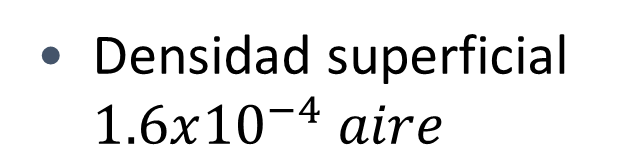 • Densidad superficial
1.6x10⁻⁴ aire